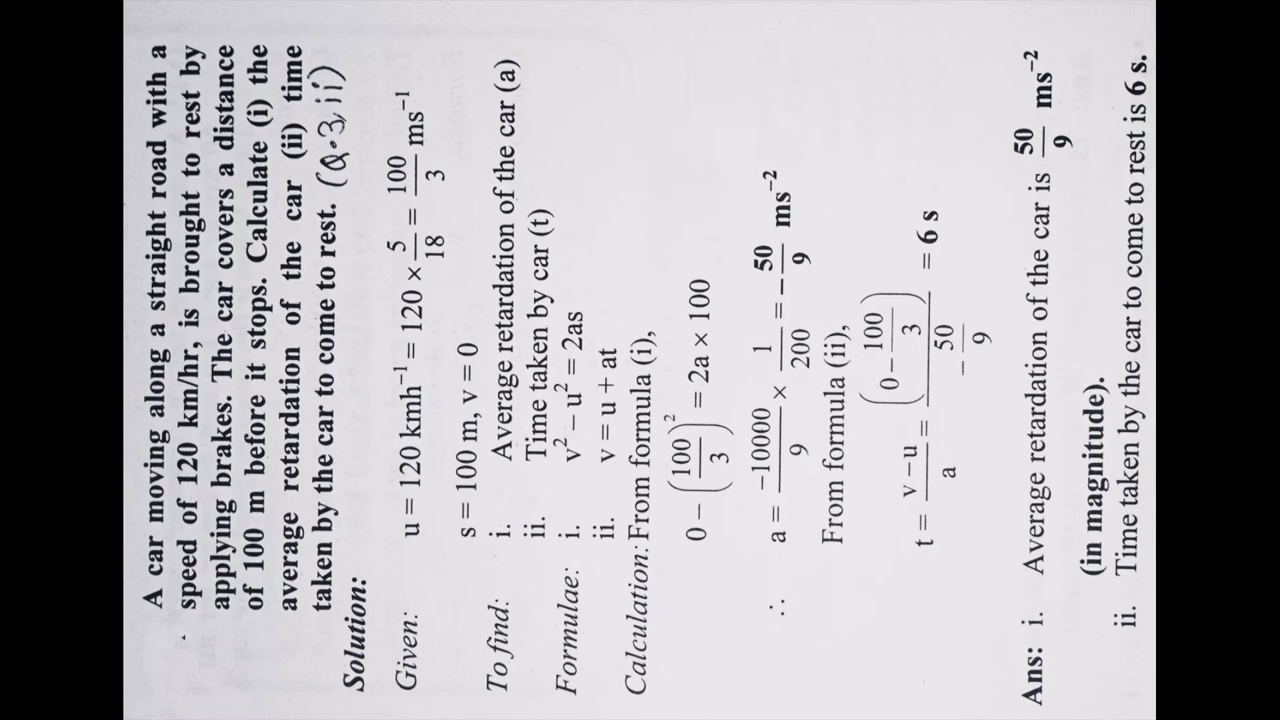 A car moving along a straight road with a
speed of 120 km/hr, is brought to rest by
applying brakes. The car covers a distance
of 100 m before it stops. Calculate (i) the
average retardation of the car (ii) time
taken by the car to come to rest. (Q.3, ii)
Solution:
Given: u = 120 kmh⁻¹ = 120 × 5/18 = 100/3 ms⁻¹
s = 100 m, v = 0
To find: i. Average retardation of the car (a)
ii. Time taken by car (t)
Formulae: i. v² – u² = 2as
ii. v = u + at
Calculation: From formula (i),
0 – (100/3)² = 2a × 100
∴ a = –10000/9 × 1/200 = – 50/9 ms⁻²
From formula (ii),
t = v – u/a = (0 – 100/3)/– 50/9 = 6 s
Ans: i. Average retardation of the car is 50/9 ms⁻²
(in magnitude).
ii. Time taken by the car to come to rest is 6 s.